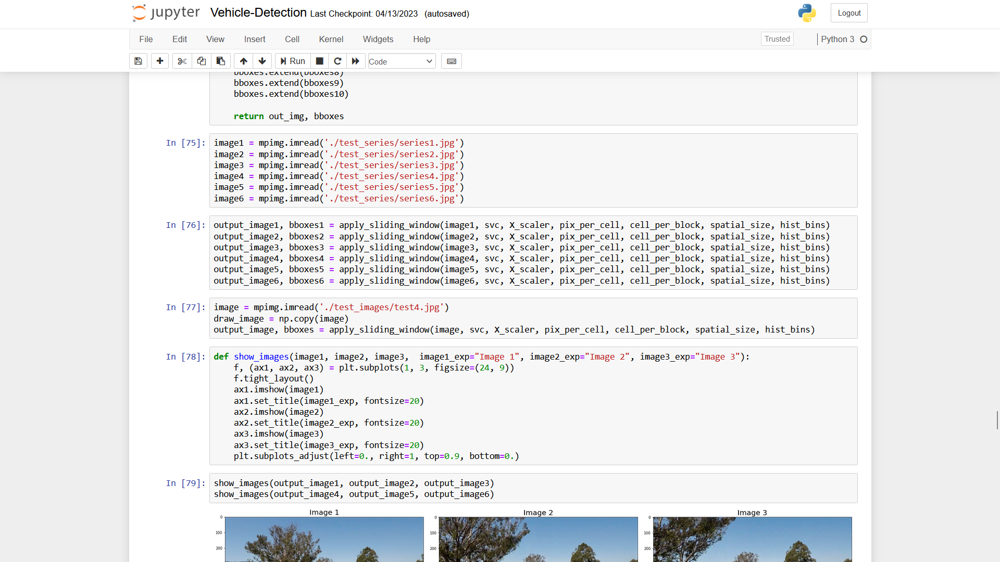 jupyter Vehicle-Detection Last Checkpoint: 04/13/2023 (autosaved)
Logout
File Edit View Insert Cell Kernel Widgets Help
Trusted Python 3
Run Code
bboxes.extend(bboxes8)
bboxes.extend(bboxes9)
bboxes.extend(bboxes10)
return out_img, bboxes
In [75]:
image1 = mpimg.imread('./test_series/series1.jpg')
image2 = mpimg.imread('./test_series/series2.jpg')
image3 = mpimg.imread('./test_series/series3.jpg')
image4 = mpimg.imread('./test_series/series4.jpg')
image5 = mpimg.imread('./test_series/series5.jpg')
image6 = mpimg.imread('./test_series/series6.jpg')
In [76]:
output_image1, bboxes1 = apply_sliding_window(image1, svc, X_scaler, pix_per_cell, cell_per_block, spatial_size, hist_bins)
output_image2, bboxes2 = apply_sliding_window(image2, svc, X_scaler, pix_per_cell, cell_per_block, spatial_size, hist_bins)
output_image3, bboxes3 = apply_sliding_window(image3, svc, X_scaler, pix_per_cell, cell_per_block, spatial_size, hist_bins)
output_image4, bboxes4 = apply_sliding_window(image4, svc, X_scaler, pix_per_cell, cell_per_block, spatial_size, hist_bins)
output_image5, bboxes5 = apply_sliding_window(image5, svc, X_scaler, pix_per_cell, cell_per_block, spatial_size, hist_bins)
output_image6, bboxes6 = apply_sliding_window(image6, svc, X_scaler, pix_per_cell, cell_per_block, spatial_size, hist_bins)
In [77]:
image = mpimg.imread('./test_images/test4.jpg')
draw_image = np.copy(image)
output_image, bboxes = apply_sliding_window(image, svc, X_scaler, pix_per_cell, cell_per_block, spatial_size, hist_bins)
In [78]:
def show_images(image1, image2, image3,  image1_exp="Image 1", image2_exp="Image 2", image3_exp="Image 3"):
    f, (ax1, ax2, ax3) = plt.subplots(1, 3, figsize=(24, 9))
    f.tight_layout()
    ax1.imshow(image1)
    ax1.set_title(image1_exp, fontsize=20)
    ax2.imshow(image2)
    ax2.set_title(image2_exp, fontsize=20)
    ax3.imshow(image3)
    ax3.set_title(image3_exp, fontsize=20)
    plt.subplots_adjust(left=0., right=1, top=0.9, bottom=0.)
In [79]:
show_images(output_image1, output_image2, output_image3)
show_images(output_image4, output_image5, output_image6)
Image 1 Image 2 Image 3
0 0 0
100 100 100
200 200 200